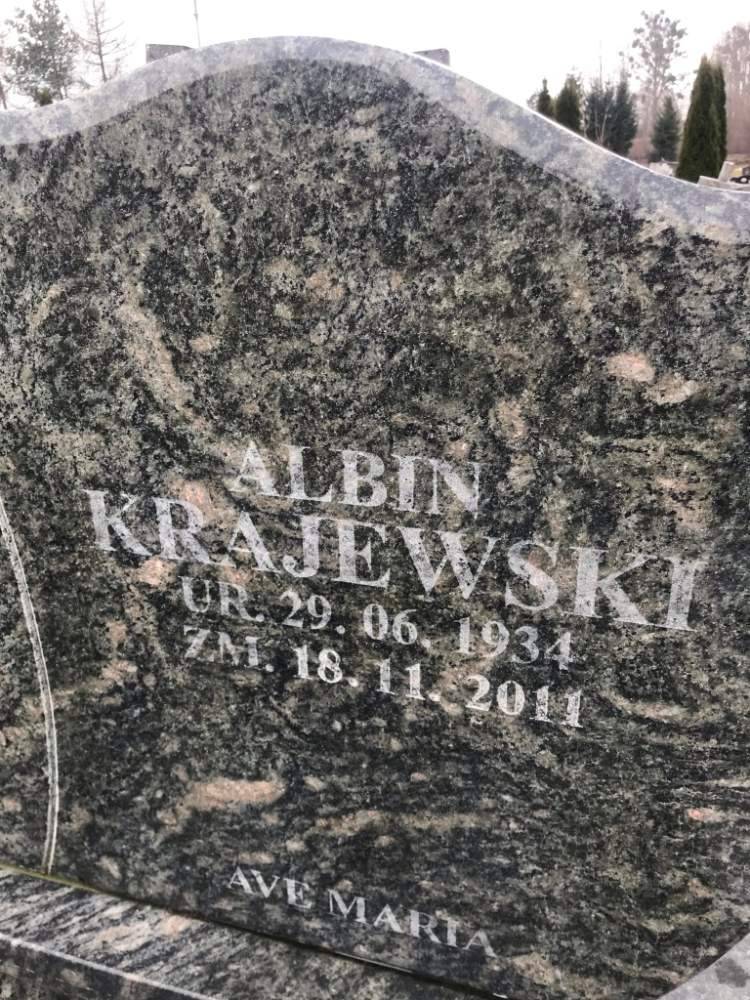 ALBIN
KRAJEWSKI
UR. 29. 06. 1934
ZM. 18. 11. 2011
AVE MARIA